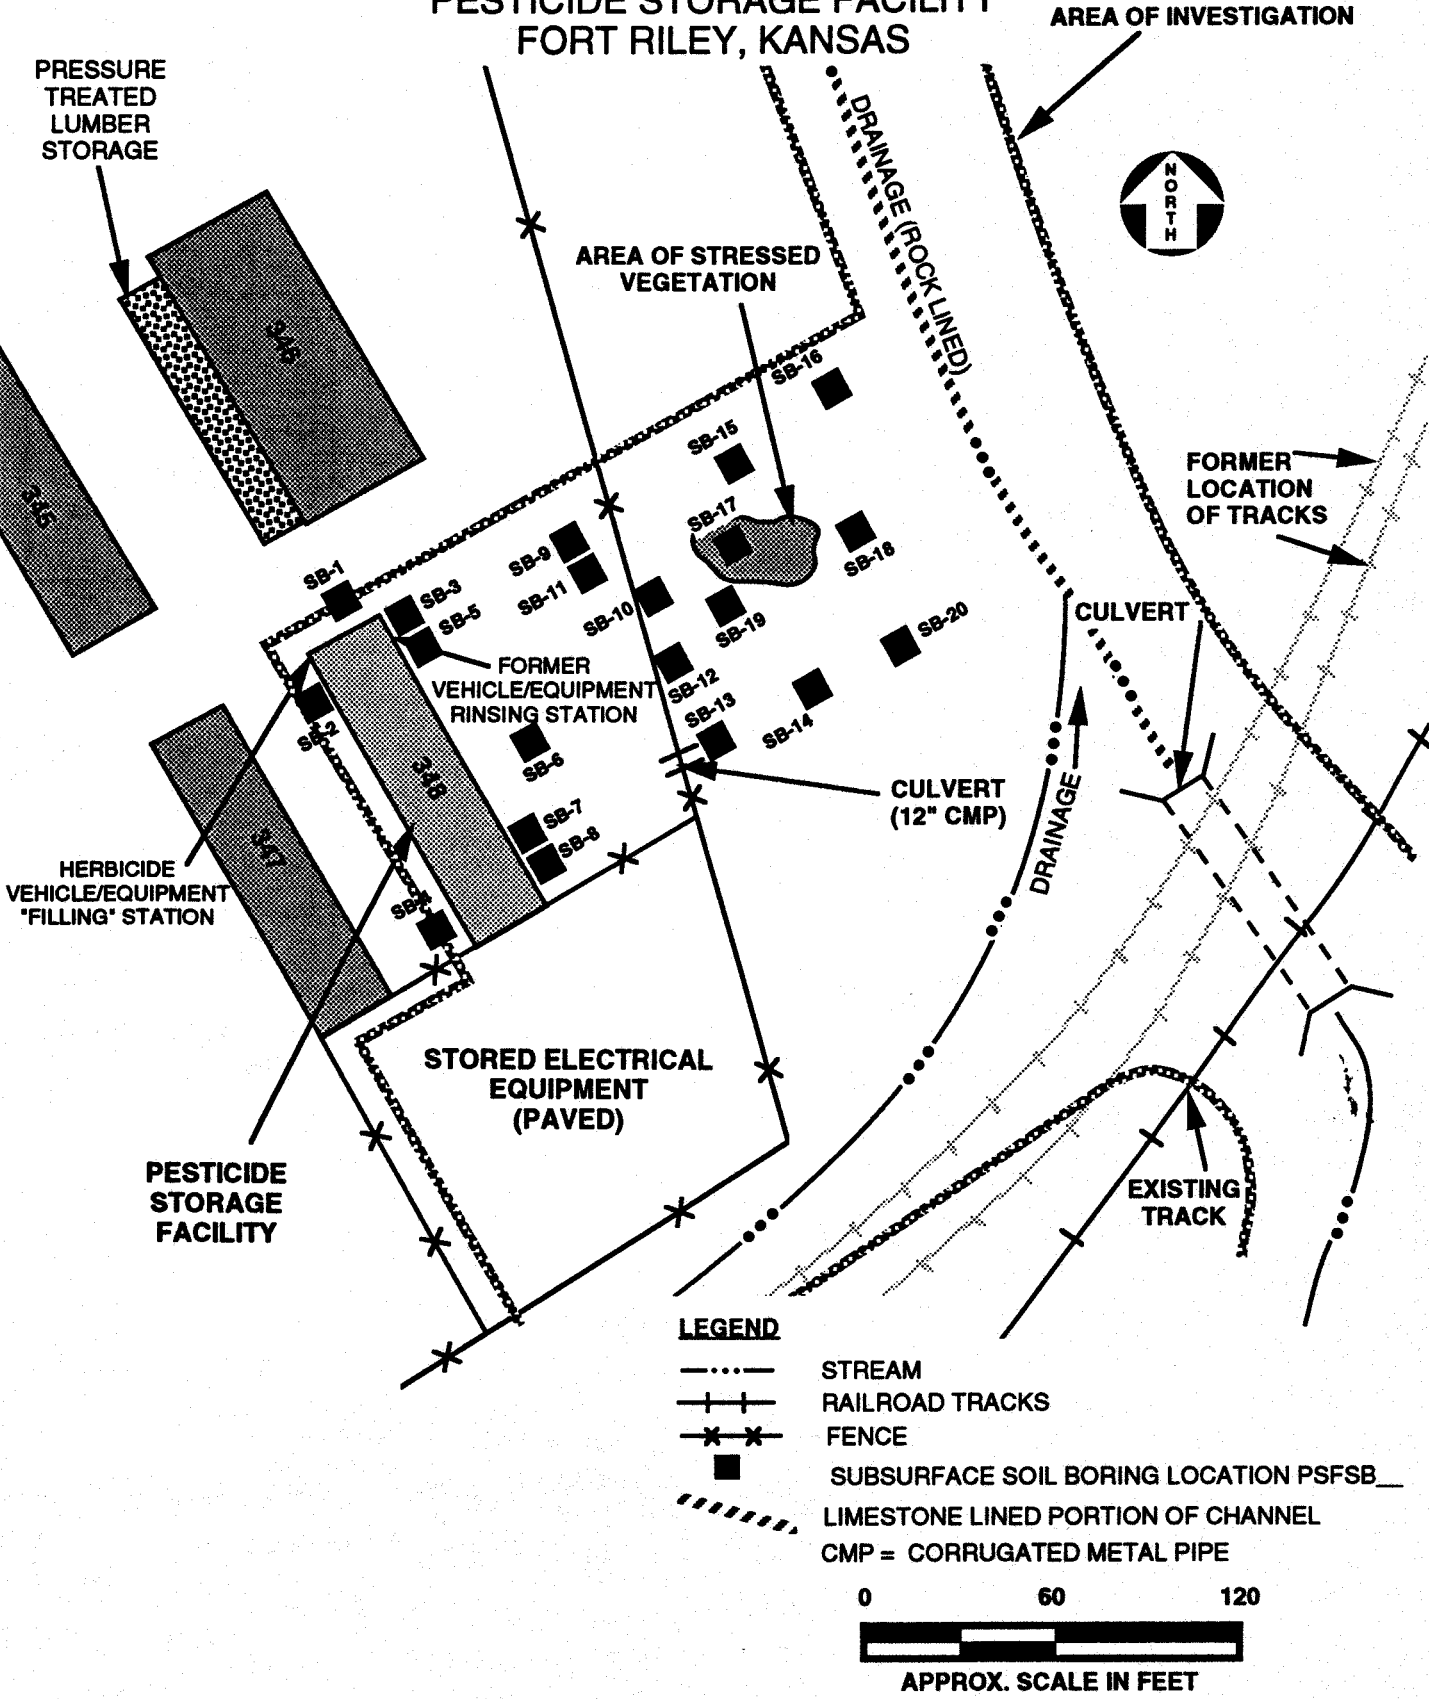 PESTICIDE STORAGE FACILITY
FORT RILEY, KANSAS
AREA OF INVESTIGATION
PRESSURE
TREATED
LUMBER
STORAGE
DRAINAGE (ROCK LINED)
NORTH
AREA OF STRESSED
VEGETATION
346
345
SB-16
SB-15
FORMER
LOCATION
OF TRACKS
SB-17
SB-18
SB-9
SB-11
SB-10
SB-1
SB-3
SB-5
SB-19
SB-20
CULVERT
FORMER
VEHICLE/EQUIPMENT
RINSING STATION
SB-12
SB-13
SB-14
SB-2
SB-6
348
CULVERT
(12" CMP)
DRAINAGE
SB-7
SB-8
347
HERBICIDE
VEHICLE/EQUIPMENT
"FILLING" STATION
SB-4
STORED ELECTRICAL
EQUIPMENT
(PAVED)
PESTICIDE
STORAGE
FACILITY
EXISTING
TRACK
LEGEND
STREAM
RAILROAD TRACKS
FENCE
SUBSURFACE SOIL BORING LOCATION PSFSB__
LIMESTONE LINED PORTION OF CHANNEL
CMP = CORRUGATED METAL PIPE
0 60 120
APPROX. SCALE IN FEET